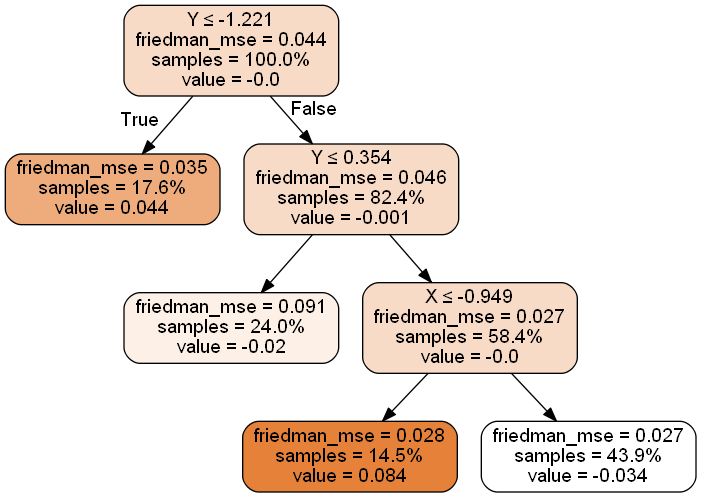 Y ≤ -1.221
friedman_mse = 0.044
samples = 100.0%
value = -0.0
True
False
friedman_mse = 0.035
samples = 17.6%
value = 0.044
Y ≤ 0.354
friedman_mse = 0.046
samples = 82.4%
value = -0.001
friedman_mse = 0.091
samples = 24.0%
value = -0.02
X ≤ -0.949
friedman_mse = 0.027
samples = 58.4%
value = -0.0
friedman_mse = 0.028
samples = 14.5%
value = 0.084
friedman_mse = 0.027
samples = 43.9%
value = -0.034